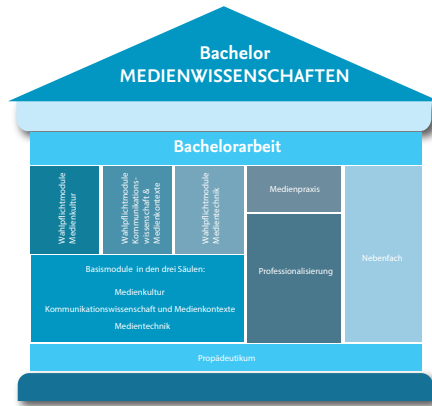 Bachelor
MEDIENWISSENSCHAFTEN
Bachelorarbeit
Wahlpflichtmodule
Medienkultur
Wahlpflichtmodule
Kommunikations-
wissenschaft &
Medienkontexte
Wahlpflichtmodule
Medientechnik
Medienpraxis
Professionalisierung
Nebenfach
Basismodule in den drei Säulen:
Medienkultur
Kommunikationswissenschaft und Medienkontexte
Medientechnik
Propädeutikum